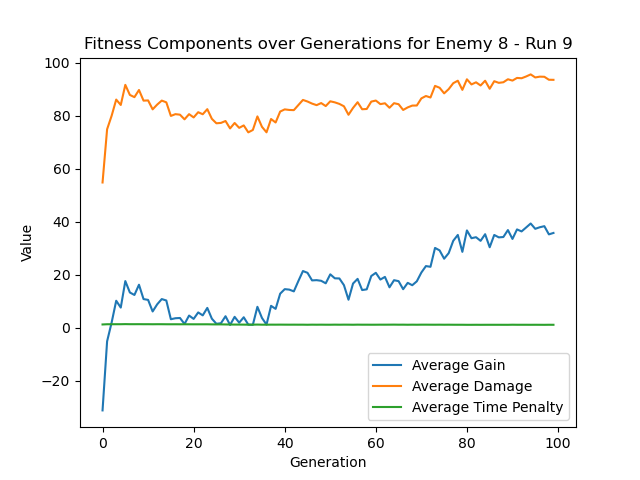 Fitness Components over Generations for Enemy 8 - Run 9
100
80
60
40
20
0
−20
Value
0 20 40 60 80 100
Generation
Average Gain
Average Damage
Average Time Penalty